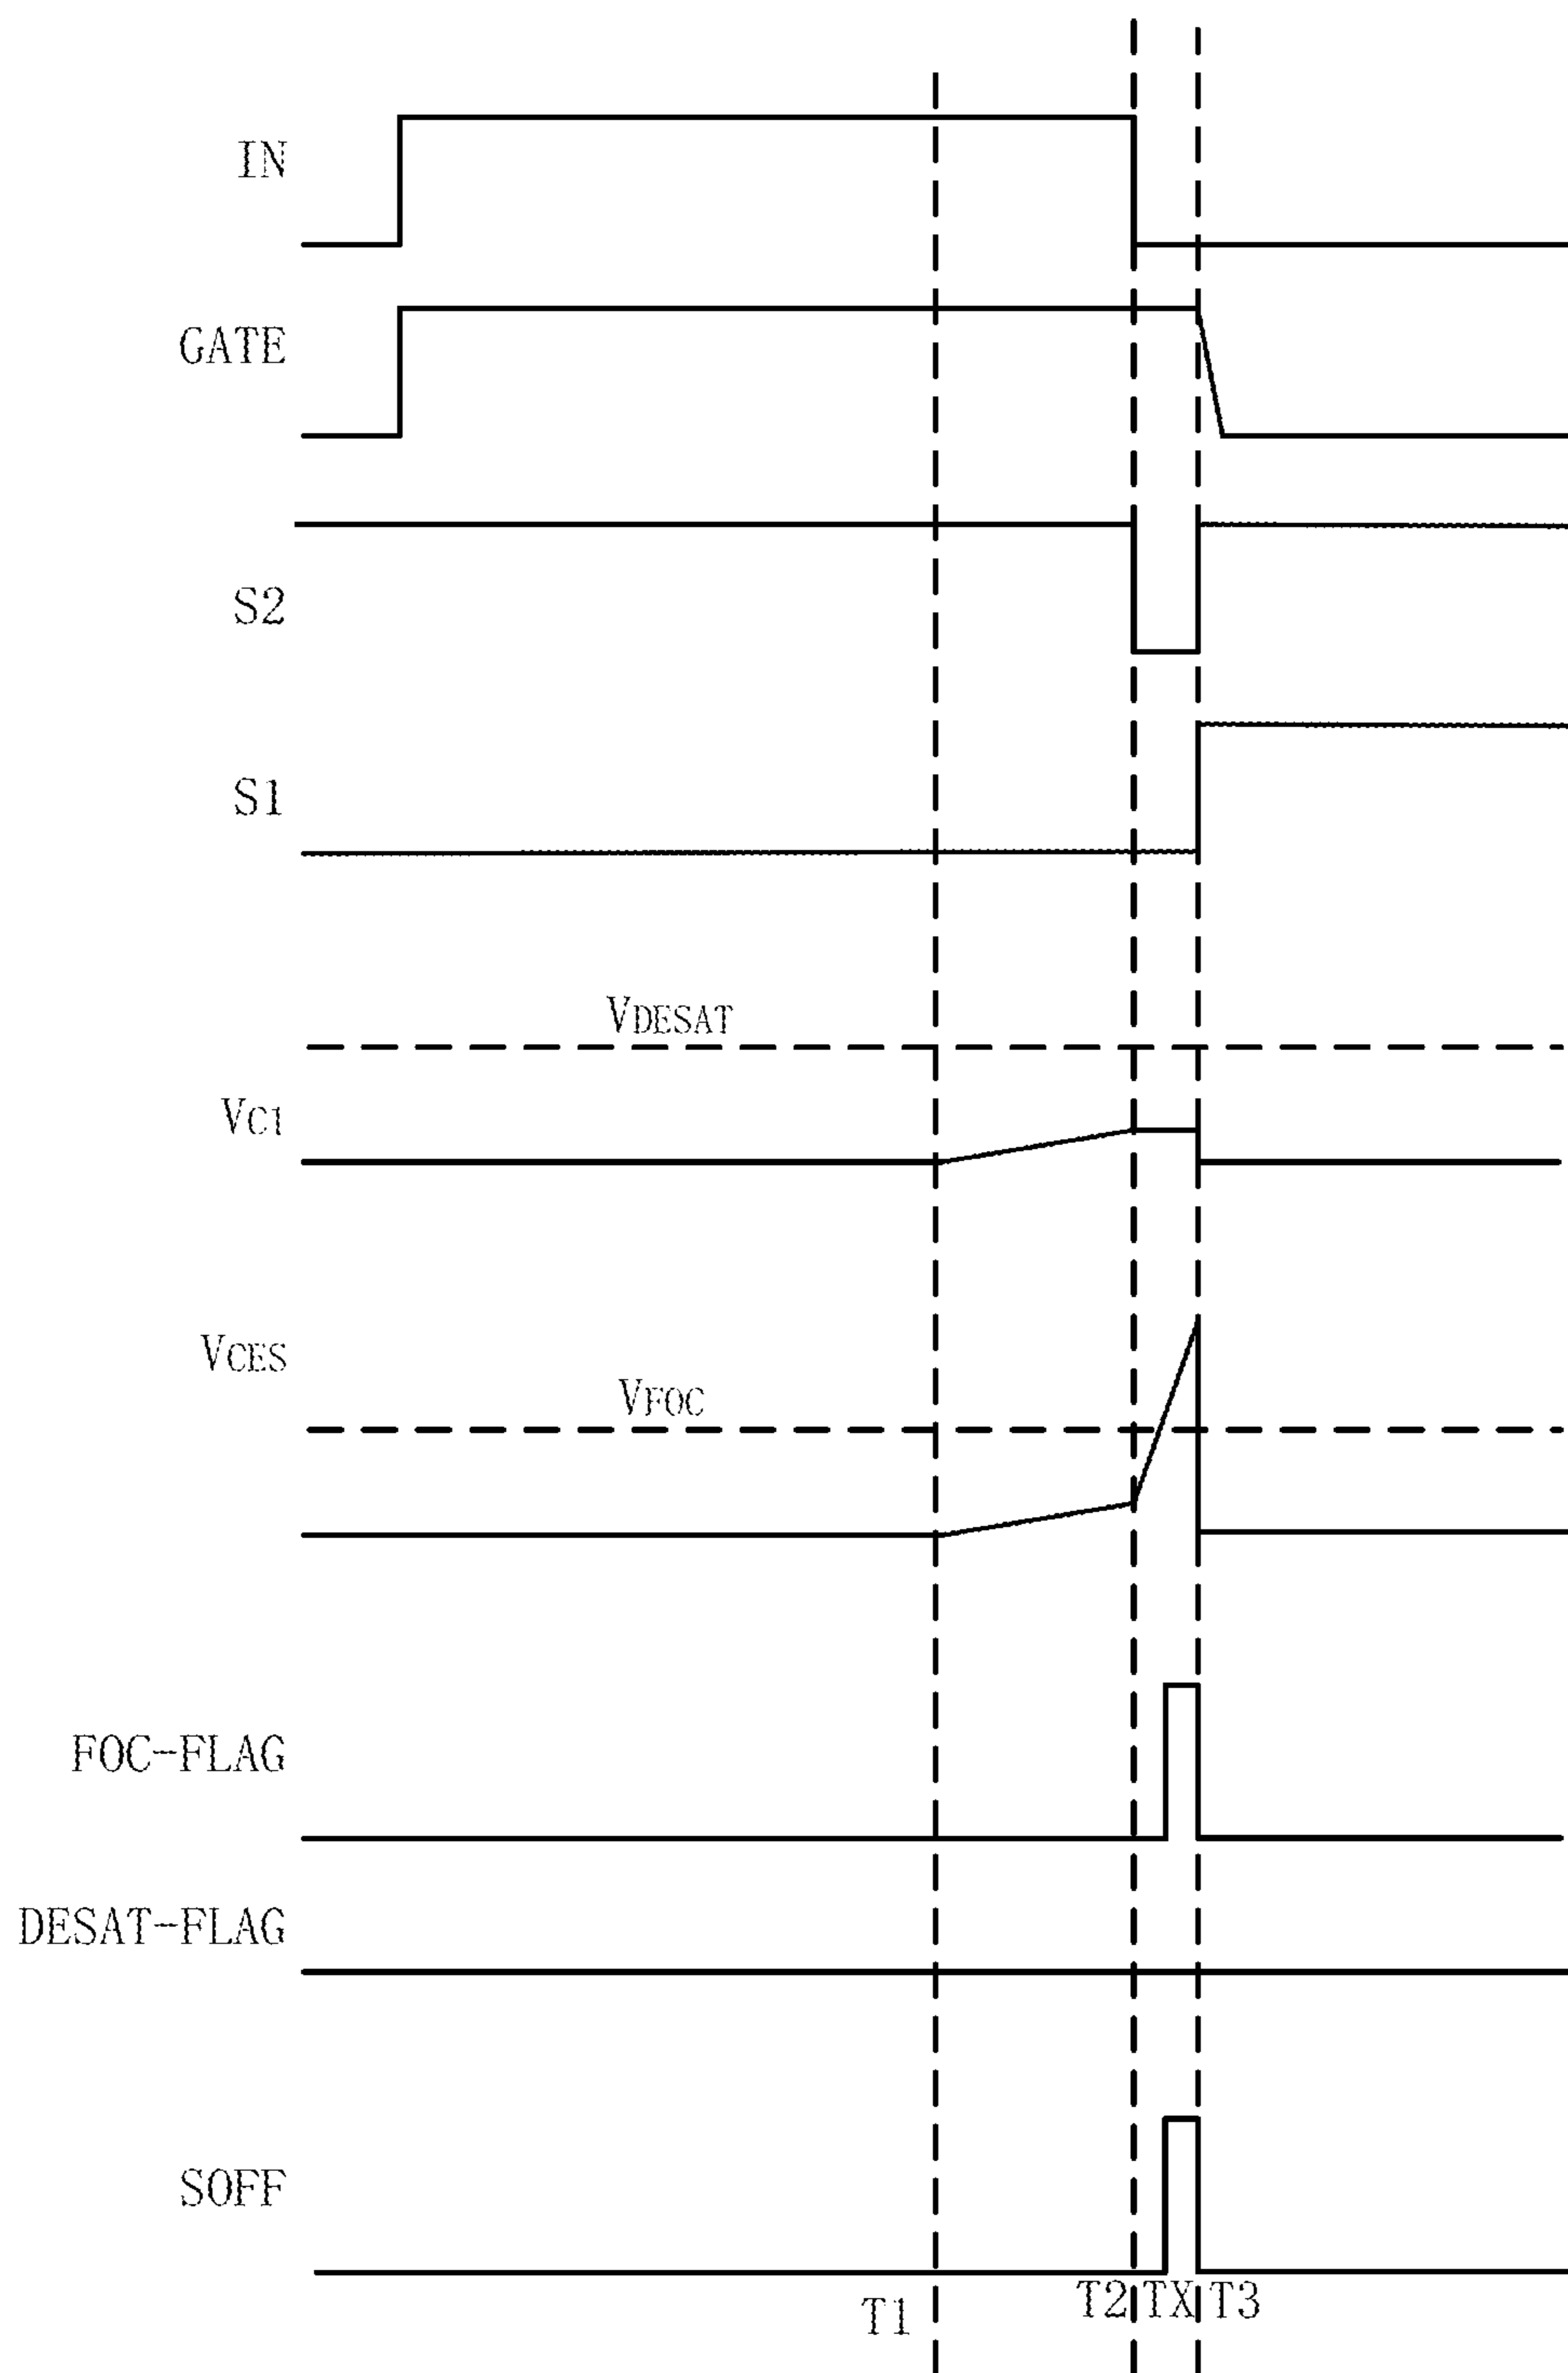 IN
GATE
S2
S1
VDESAT
VC1
VCES
VFOC
FOC-FLAG
DESAT-FLAG
SOFF
T1 T2 TX T3